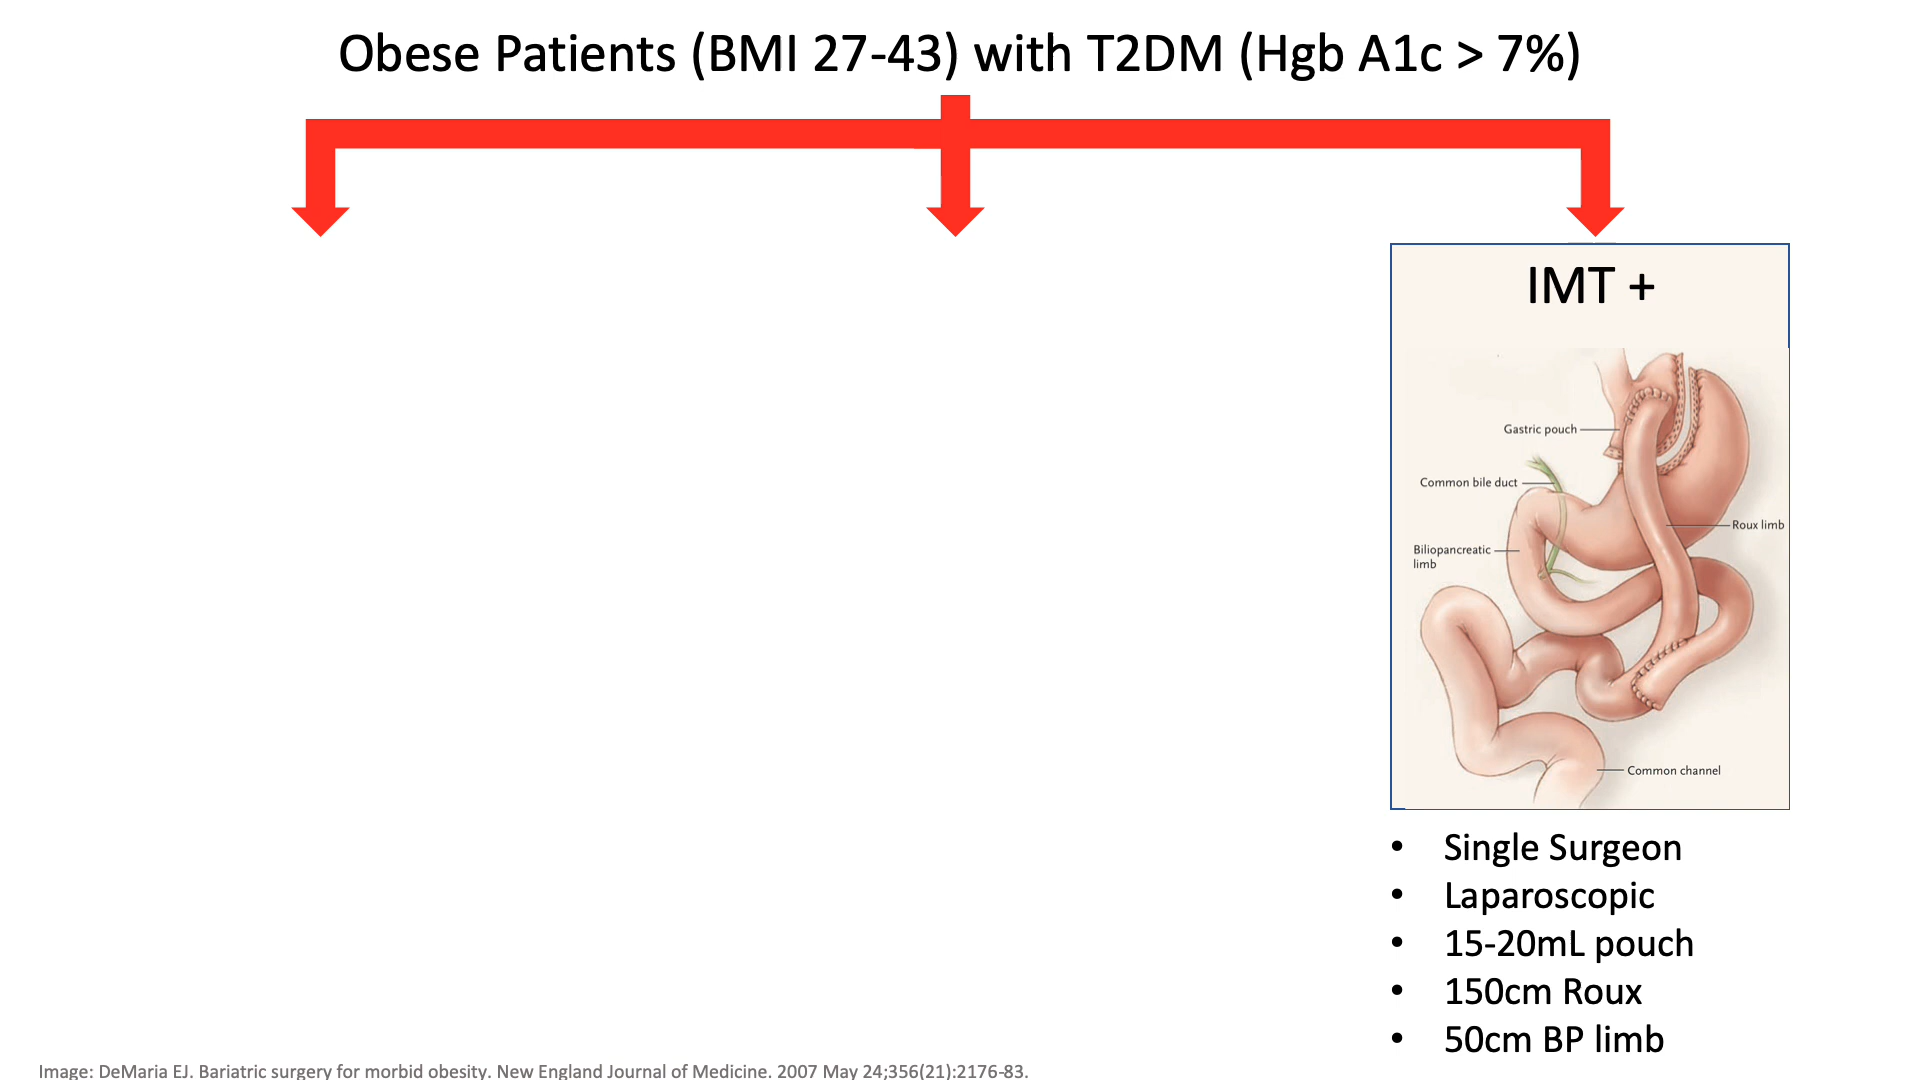 Obese Patients (BMI 27-43) with T2DM (Hgb A1c > 7%)
IMT +
Gastric pouch
Common bile duct
Roux limb
Biliopancreatic
limb
Common channel
• Single Surgeon
• Laparoscopic
• 15-20mL pouch
• 150cm Roux
• 50cm BP limb
Image: DeMaria EJ. Bariatric surgery for morbid obesity. New England Journal of Medicine. 2007 May 24;356(21):2176-83.